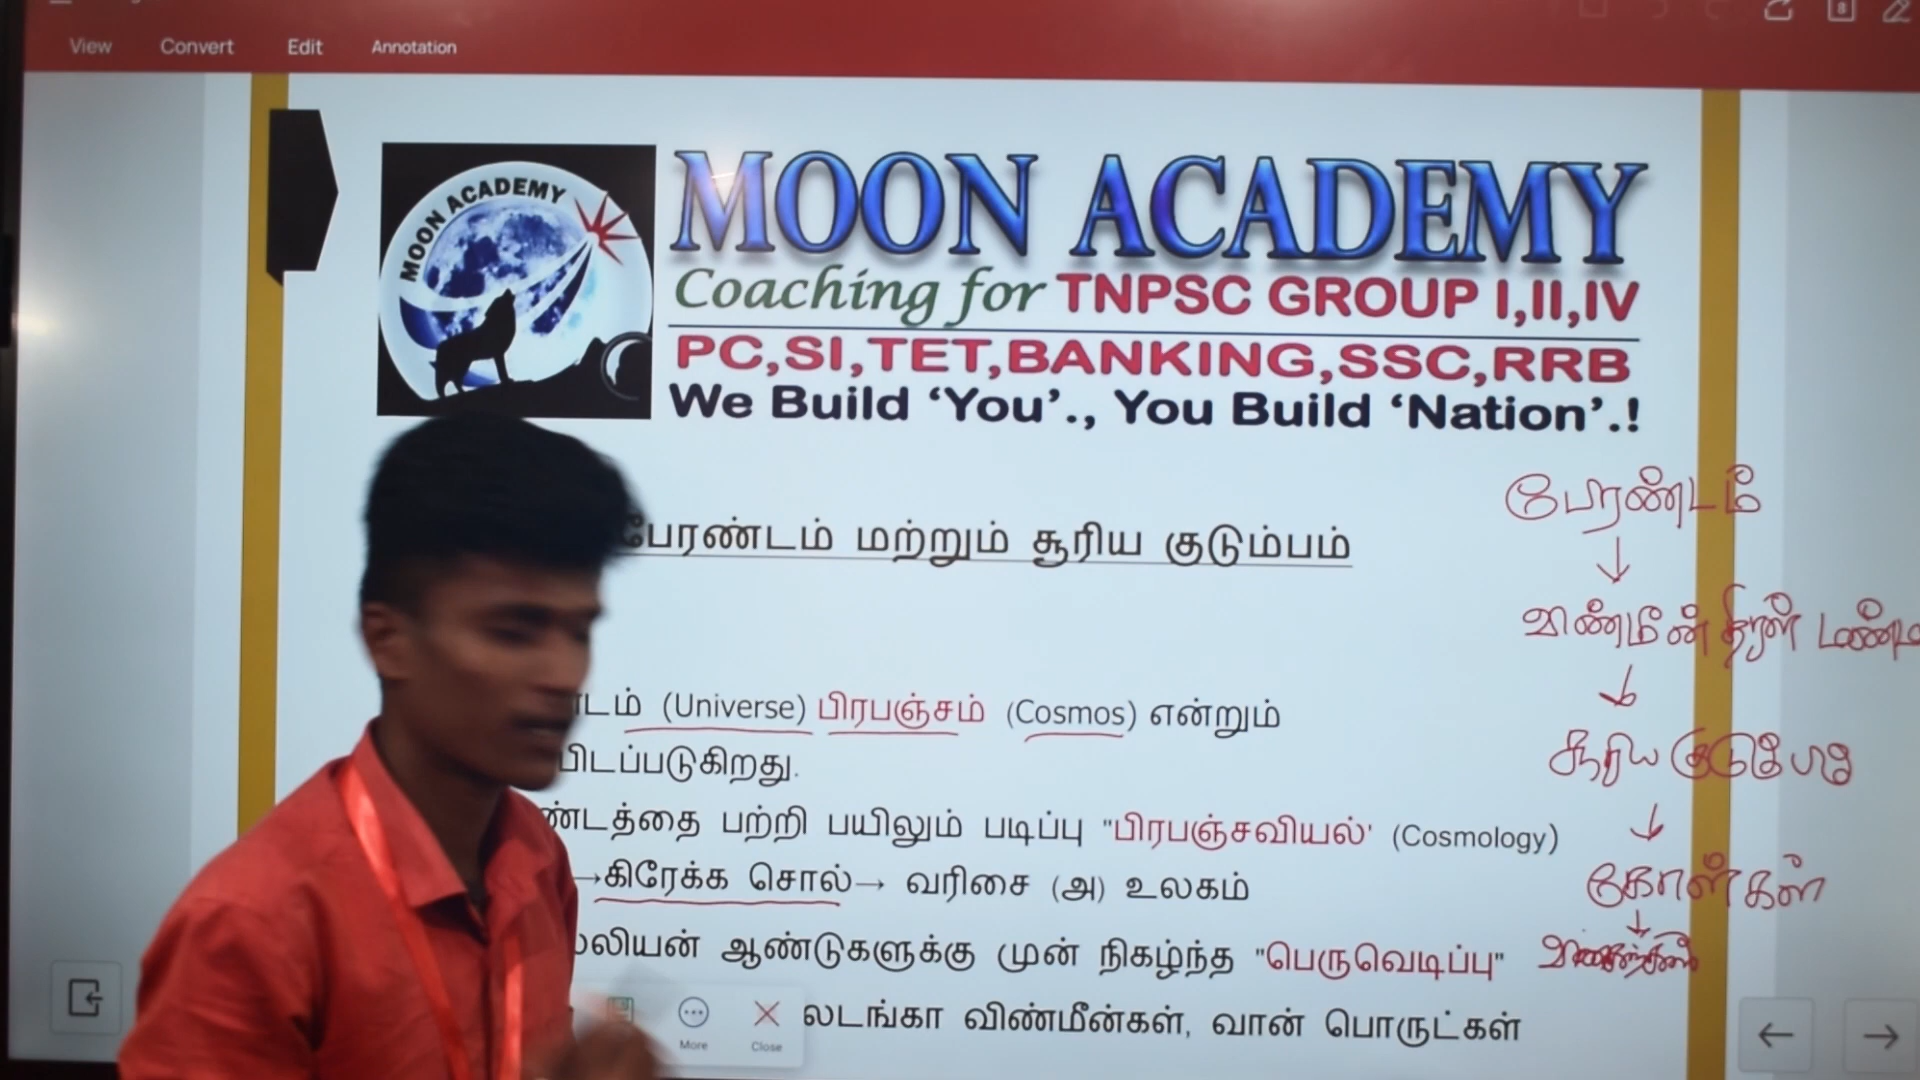 View Convert Edit Annotation
MOON ACADEMY
MOON ACADEMY
Coaching for TNPSC GROUP I,II,IV
PC,SI,TET,BANKING,SSC,RRB
We Build ‘You’., You Build ‘Nation’.!
பேரண்டம் மற்றும் சூரிய குடும்பம்
டம் (Universe) பிரபஞ்சம் (Cosmos) என்றும்
பிடப்படுகிறது.
ண்டத்தை பற்றி பயிலும் படிப்பு "பிரபஞ்சவியல்' (Cosmology)
→கிரேக்க சொல்→ வரிசை (அ) உலகம்
லியன் ஆண்டுகளுக்கு முன் நிகழ்ந்த "பெருவெடிப்பு"
லடங்கா விண்மீன்கள், வான் பொருட்கள்
பேரண்டம்
↓
விண்மீன் திரள்
↓
சூரிய
↓
கோள்கள்
↓
More Close